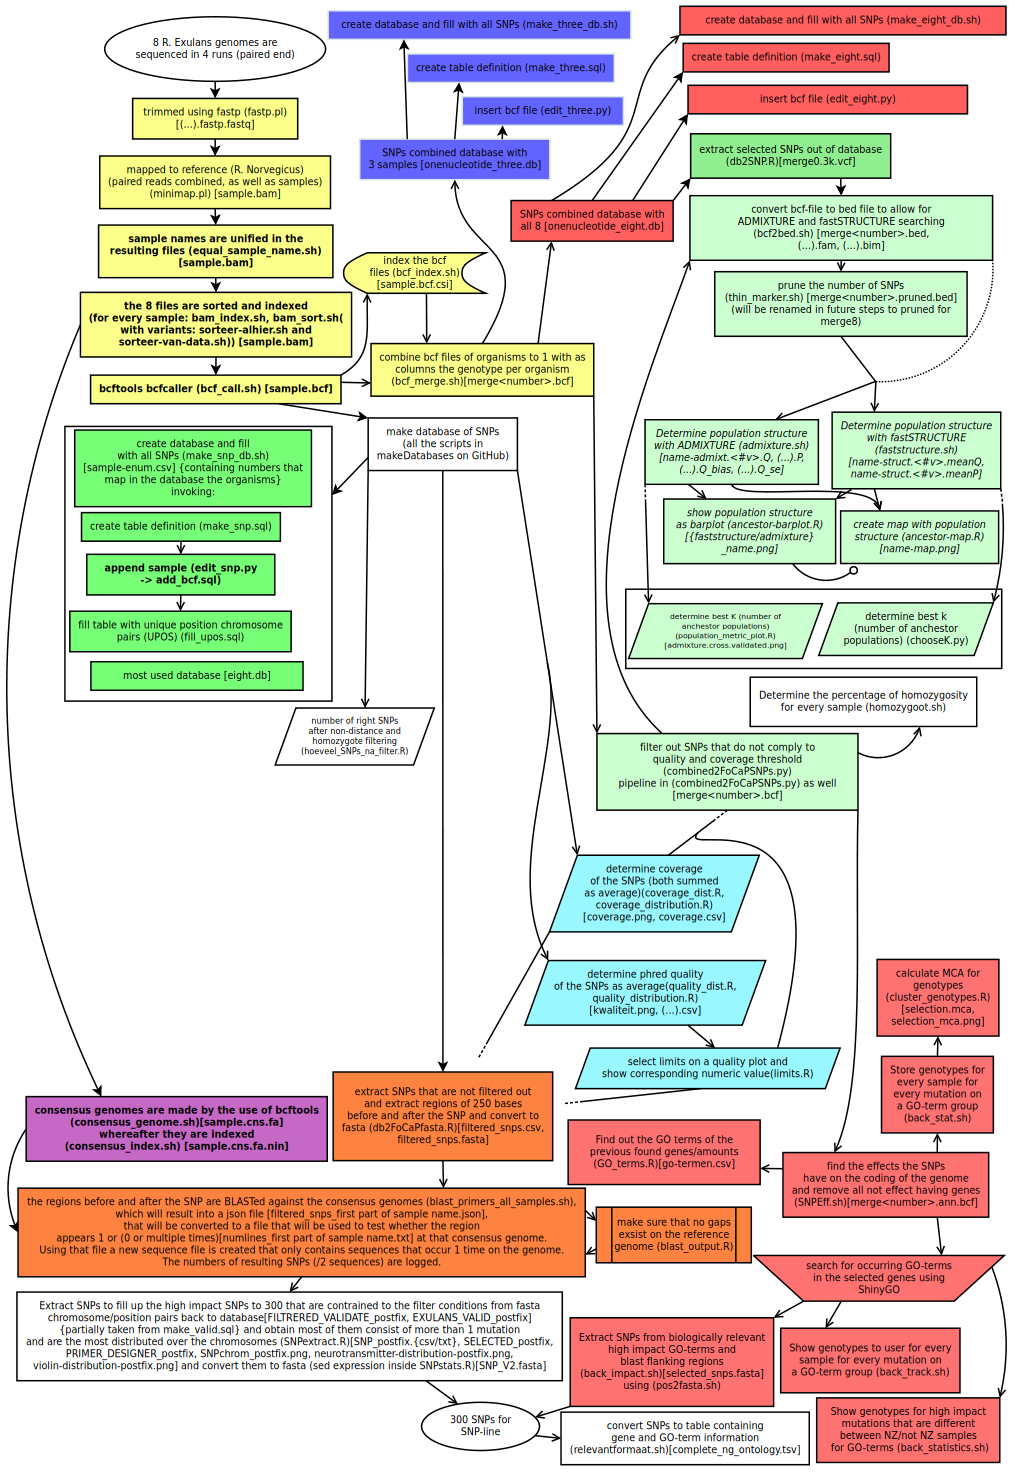 8 R. Exulans genomes are
sequenced in 4 runs (paired end)
trimmed using fastp (fastp.pl)
[(...).fastp.fastq]
mapped to reference (R. Norvegicus)
(paired reads combined, as well as samples)
(minimap.pl) [sample.bam]
sample names are unified in the
resulting files (equal_sample_name.sh)
[sample.bam]
the 8 files are sorted and indexed
(for every sample: bam_index.sh, bam_sort.sh(
with variants: sorteer-alhier.sh and
sorteer-van-data.sh)) [sample.bam]
bcftools bcfcaller (bcf_call.sh) [sample.bcf]
index the bcf
files (bcf_index.sh)
[sample.bcf.csi]
combine bcf files of organisms to 1 with as
columns the genotype per organism
(bcf_merge.sh)[merge<number>.bcf]
create database and fill with all SNPs (make_three_db.sh)
create table definition (make_three.sql)
insert bcf file (edit_three.py)
SNPs combined database with
3 samples [onenucleotide_three.db]
create database and fill with all SNPs (make_eight_db.sh)
create table definition (make_eight.sql)
insert bcf file (edit_eight.py)
SNPs combined database with
all 8 [onenucleotide_eight.db]
extract selected SNPs out of database
(db2SNP.R)[merge0.3k.vcf]
convert bcf-file to bed file to allow for
ADMIXTURE and fastSTRUCTURE searching
(bcf2bed.sh) [merge<number>.bed,
(...).fam, (...).bim]
prune the number of SNPs
(thin_marker.sh) [merge<number>.pruned.bed]
(will be renamed in future steps to pruned for
merge8)
Determine population structure
with ADMIXTURE (admixture.sh)
[name-admixt.<#v>.Q, (...).P,
(...).Q_bias, (...).Q_se]
Determine population structure
with fastSTRUCTURE
(faststructure.sh)
[name-struct.<#v>.meanQ,
name-struct.<#v>.meanP]
show population structure
as barplot (ancestor-barplot.R)
[{faststructure/admixture}
_name.png]
create map with population
structure (ancestor-map.R)
[name-map.png]
determine best K (number of
anchestor populations)
(population_metric_plot.R)
[admixture.cross.validated.png]
determine best k
(number of anchestor
populations) (chooseK.py)
make database of SNPs
(all the scripts in
makeDatabases on GitHub)
create database and fill
with all SNPs (make_snp_db.sh)
[sample-enum.csv] {containing numbers that
map in the database the organisms}
invoking:
create table definition (make_snp.sql)
append sample (edit_snp.py
-> add_bcf.sql)
fill table with unique position chromosome
pairs (UPOS) (fill_upos.sql)
most used database [eight.db]
number of right SNPs
after non-distance and
homozygote filtering
(hoeveel_SNPs_na_filter.R)
Determine the percentage of homozygosity
for every sample (homozygoot.sh)
filter out SNPs that do not comply to
quality and coverage threshold
(combined2FoCaPSNPs.py)
pipeline in (combined2FoCaPSNPs.py) as well
[merge<number>.bcf]
determine coverage
of the SNPs (both summed
as average)(coverage_dist.R,
coverage_distribution.R)
[coverage.png, coverage.csv]
determine phred quality
of the SNPs as average(quality_dist.R,
quality_distribution.R)
[kwaliteit.png, (...).csv]
select limits on a quality plot and
show corresponding numeric value(limits.R)
calculate MCA for
genotypes
(cluster_genotypes.R)
[selection.mca,
selection_mca.png]
Store genotypes for
every sample for
every mutation on
a GO-term group
(back_stat.sh)
consensus genomes are made by the use of bcftools
(consensus_genome.sh)[sample.cns.fa]
whereafter they are indexed
(consensus_index.sh) [sample.cns.fa.nin]
extract SNPs that are not filtered out
and extract regions of 250 bases
before and after the SNP and convert to
fasta (db2FaPfasta.R)[filtered_snps.csv,
filtered_snps.fasta]
Find out the GO terms of the
previous found genes/amounts
(GO_terms.R)[go-termen.csv]
find the effects the SNPs
have on the coding of the genome
and remove all not effect having genes
(SNPEff.sh)[merge<number>.ann.bcf]
the regions before and after the SNP are BLASTed against the consensus genomes (blast_primers_all_samples.sh),
which will result into a json file [filtered_snps_first part of sample name.json],
that will be converted to a file that will be used to test whether the region
appears 1 or (0 or multiple times)[numlines_first part of sample name.txt] at that consensus genome.
Using that file a new sequence file is created that only contains sequences that occur 1 time on the genome.
The numbers of resulting SNPs (/2 sequences) are logged.
make sure that no gaps
exsist on the reference
genome (blast_output.R)
search for occurring GO-terms
in the selected genes using
ShinyGO
Extract SNPs to fill up the high impact SNPs to 300 that are contrained to the filter conditions from fasta
chromosome/position pairs back to database[FILTRERED_VALIDATE_postfix, EXULANS_VALID_postfix]
{partially taken from make_valid.sql} and obtain most of them consist of more than 1 mutation
and are the most distributed over the chromosomes (SNPextract.R)[SNP_postfix.{csv/txt}, SELECTED_postfix,
PRIMER_DESIGNER_postfix, SNPchrom_postfix.png, neurotransmitter-distribution-postfix.png,
violin-distribution-postfix.png] and convert them to fasta (sed expression inside SNPstats.R)[SNP_V2.fasta]
Extract SNPs from biologically relevant
high impact GO-terms and
blast flanking regions
(back_impact.sh)[selected_snps.fasta]
using (pos2fasta.sh)
Show genotypes to user for every
sample for every mutation on
a GO-term group (back_track.sh)
Show genotypes for high impact
mutations that are different
between NZ/not NZ samples
for GO-terms (back_statistics.sh)
300 SNPs for
SNP-line
convert SNPs to table containing
gene and GO-term information
(relevantformaat.sh)[complete_ng_ontology.tsv]